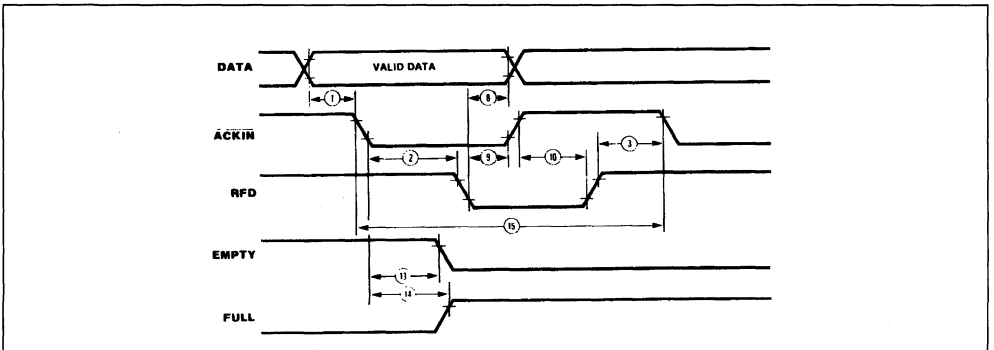 DATA
VALID DATA
1
8
ACKIN
2
9
10
3
RFD
15
EMPTY
13
14
FULL